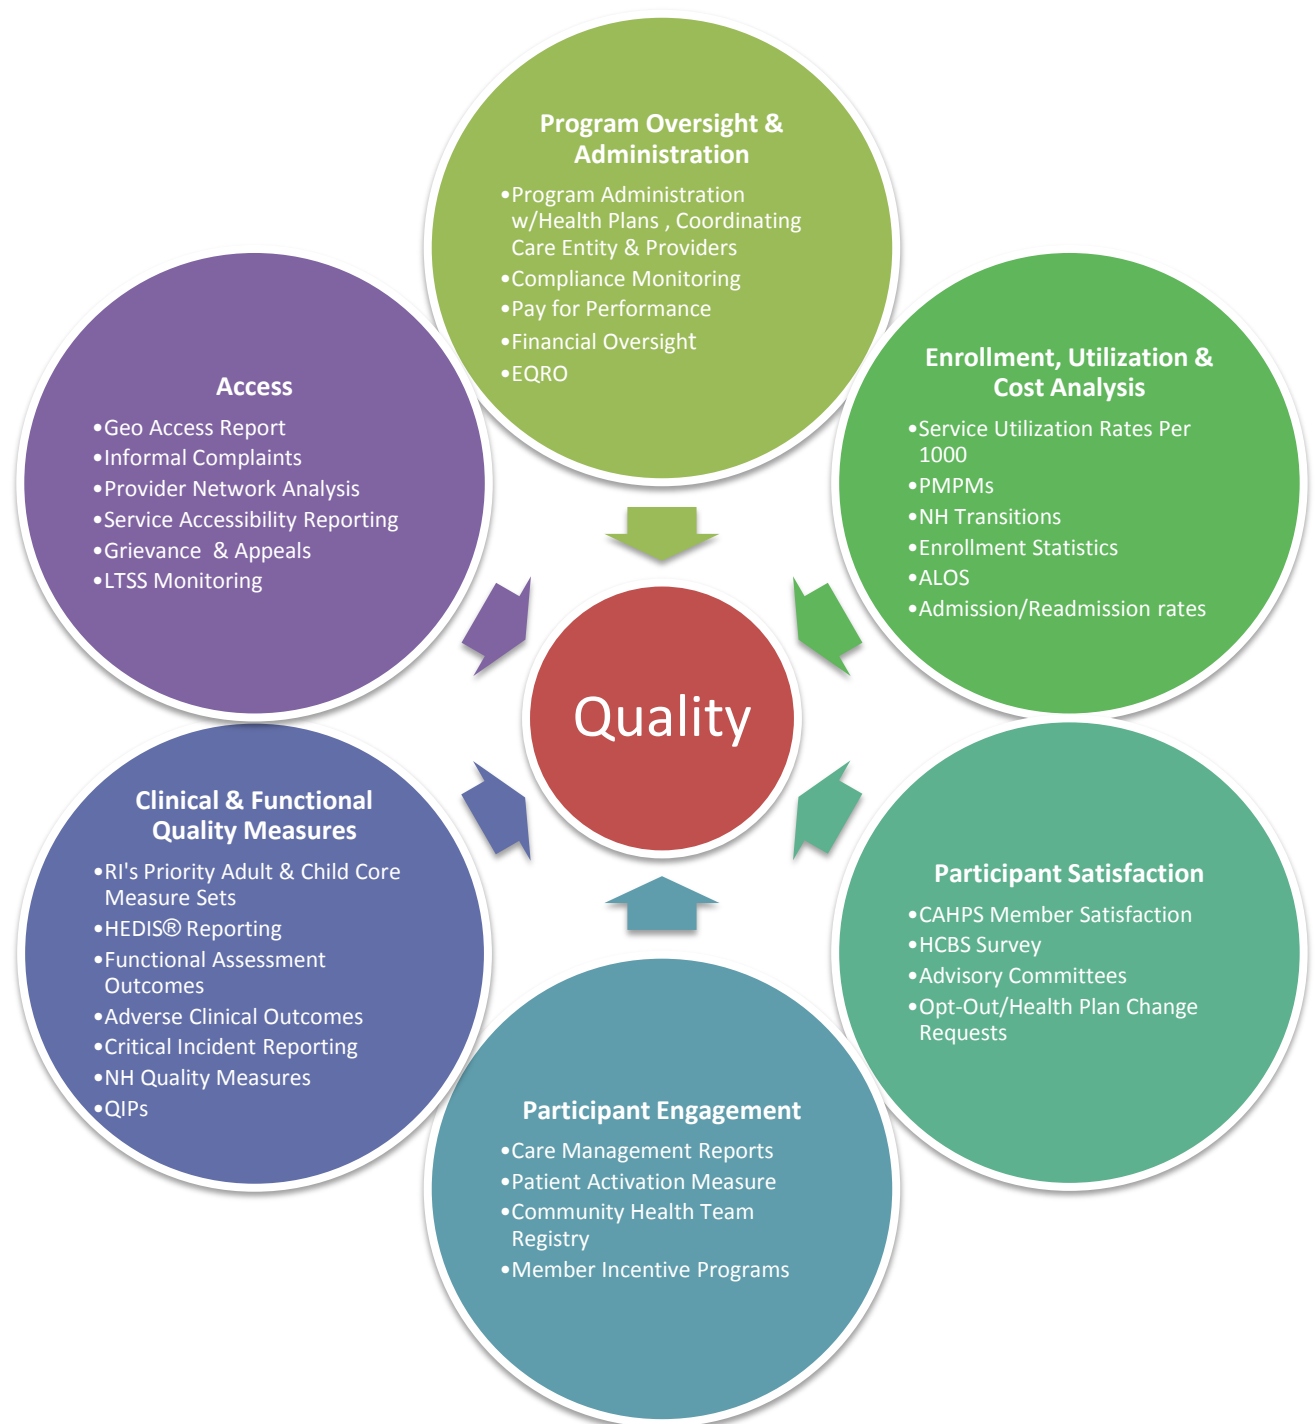 Program Oversight &
Administration
•Program Administration
w/Health Plans , Coordinating
Care Entity & Providers
•Compliance Monitoring
•Pay for Performance
•Financial Oversight
•EQRO
Enrollment, Utilization &
Cost Analysis
•Service Utilization Rates Per
1000
•PMPMs
•NH Transitions
•Enrollment Statistics
•ALOS
•Admission/Readmission rates
Participant Satisfaction
•CAHPS Member Satisfaction
•HCBS Survey
•Advisory Committees
•Opt-Out/Health Plan Change
Requests
Participant Engagement
•Care Management Reports
•Patient Activation Measure
•Community Health Team
Registry
•Member Incentive Programs
Clinical & Functional
Quality Measures
•RI's Priority Adult & Child Core
Measure Sets
•HEDIS® Reporting
•Functional Assessment
Outcomes
•Adverse Clinical Outcomes
•Critical Incident Reporting
•NH Quality Measures
•QIPs
Access
•Geo Access Report
•Informal Complaints
•Provider Network Analysis
•Service Accessibility Reporting
•Grievance  & Appeals
•LTSS Monitoring
Quality